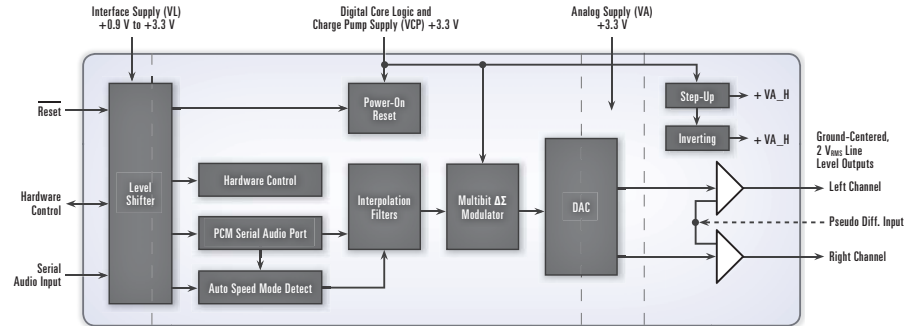 Interface Supply (VL)
+0.9 V to +3.3 V
Digital Core Logic and
Charge Pump Supply (VCP) +3.3 V
Analog Supply (VA)
+3.3 V
Reset
Hardware
Control
Serial
Audio Input
Level
Shifter
Power-On
Reset
Hardware Control
PCM Serial Audio Port
Auto Speed Mode Detect
Interpolation
Filters
Multibit ΔΣ
Modulator
DAC
Step-Up
+ VA_H
Inverting
+ VA_H
Ground-Centered,
2 VRMS Line
Level Outputs
Left Channel
Pseudo Diff. Input
Right Channel